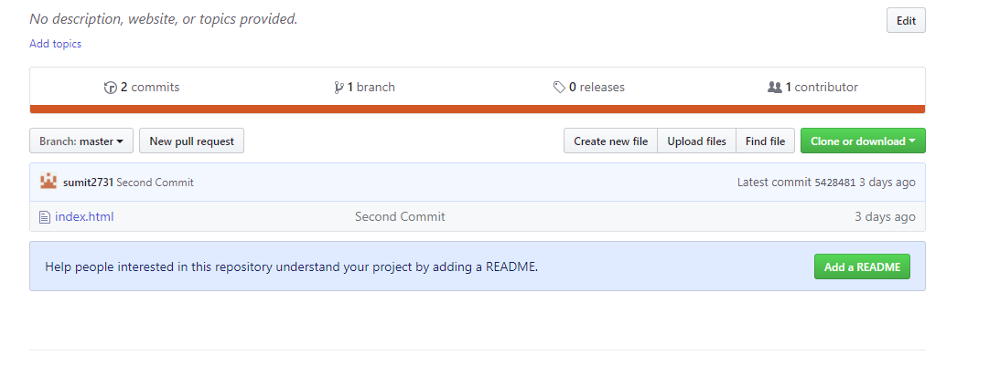 No description, website, or topics provided. Edit
Add topics
2 commits 1 branch 0 releases 1 contributor
Branch: master New pull request Create new file Upload files Find file Clone or download
sumit2731 Second Commit Latest commit 5428481 3 days ago
index.html Second Commit 3 days ago
Help people interested in this repository understand your project by adding a README. Add a README